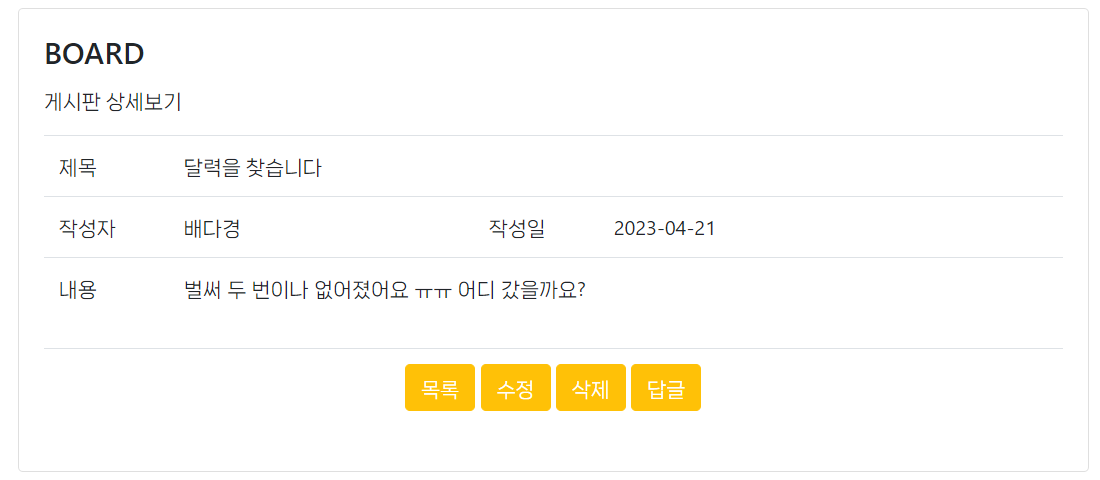 BOARD
게시판 상세보기
제목 달력을 찾습니다
작성자 배다경 작성일 2023-04-21
내용 벌써 두 번이나 없어졌어요 ㅠㅠ 어디 갔을까요?
목록 수정 삭제 답글